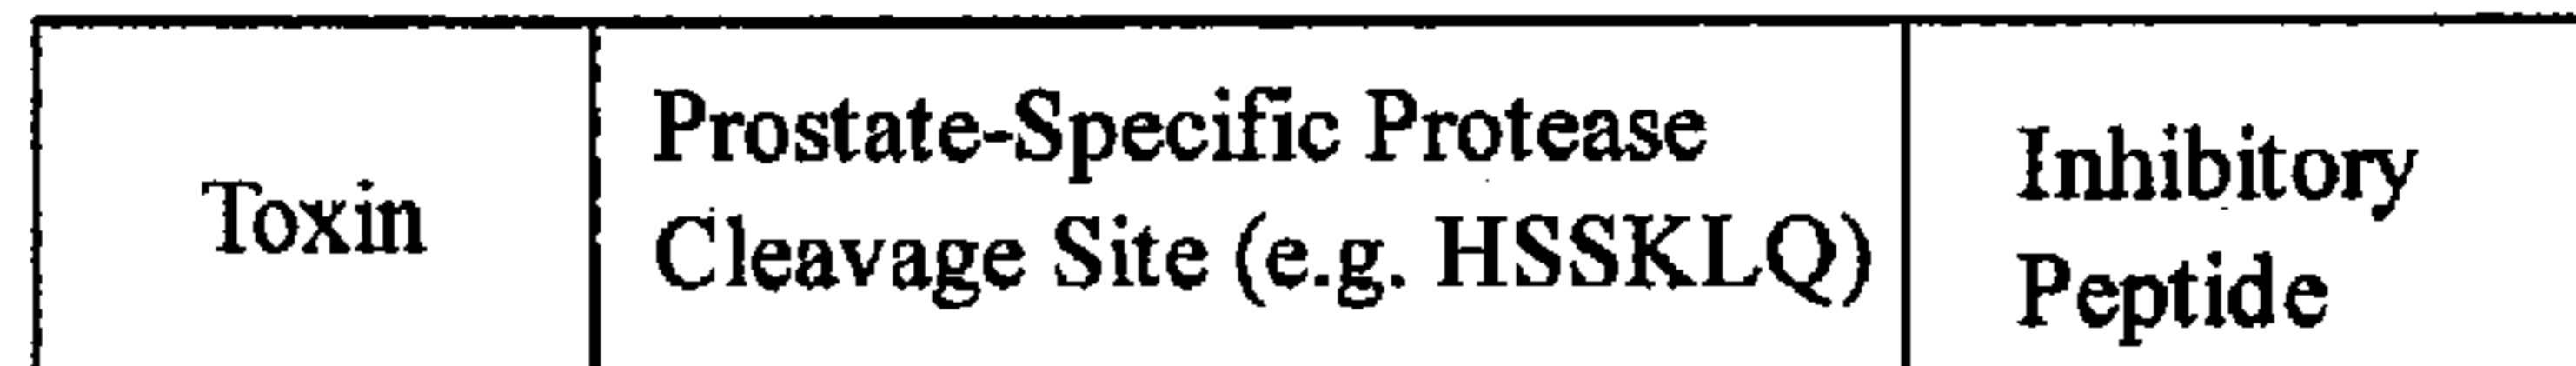 Toxin
Prostate-Specific Protease
Cleavage Site (e.g. HSSKLQ)
Inhibitory
Peptide